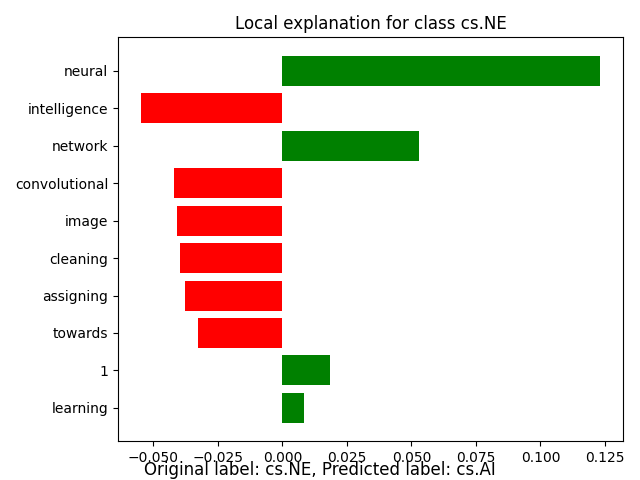 Local explanation for class cs.NE
neural
intelligence
network
convolutional
image
cleaning
assigning
towards
1
learning
−0.050 −0.025 0.000 0.025 0.050 0.075 0.100 0.125
Original label: cs.NE, Predicted label: cs.AI